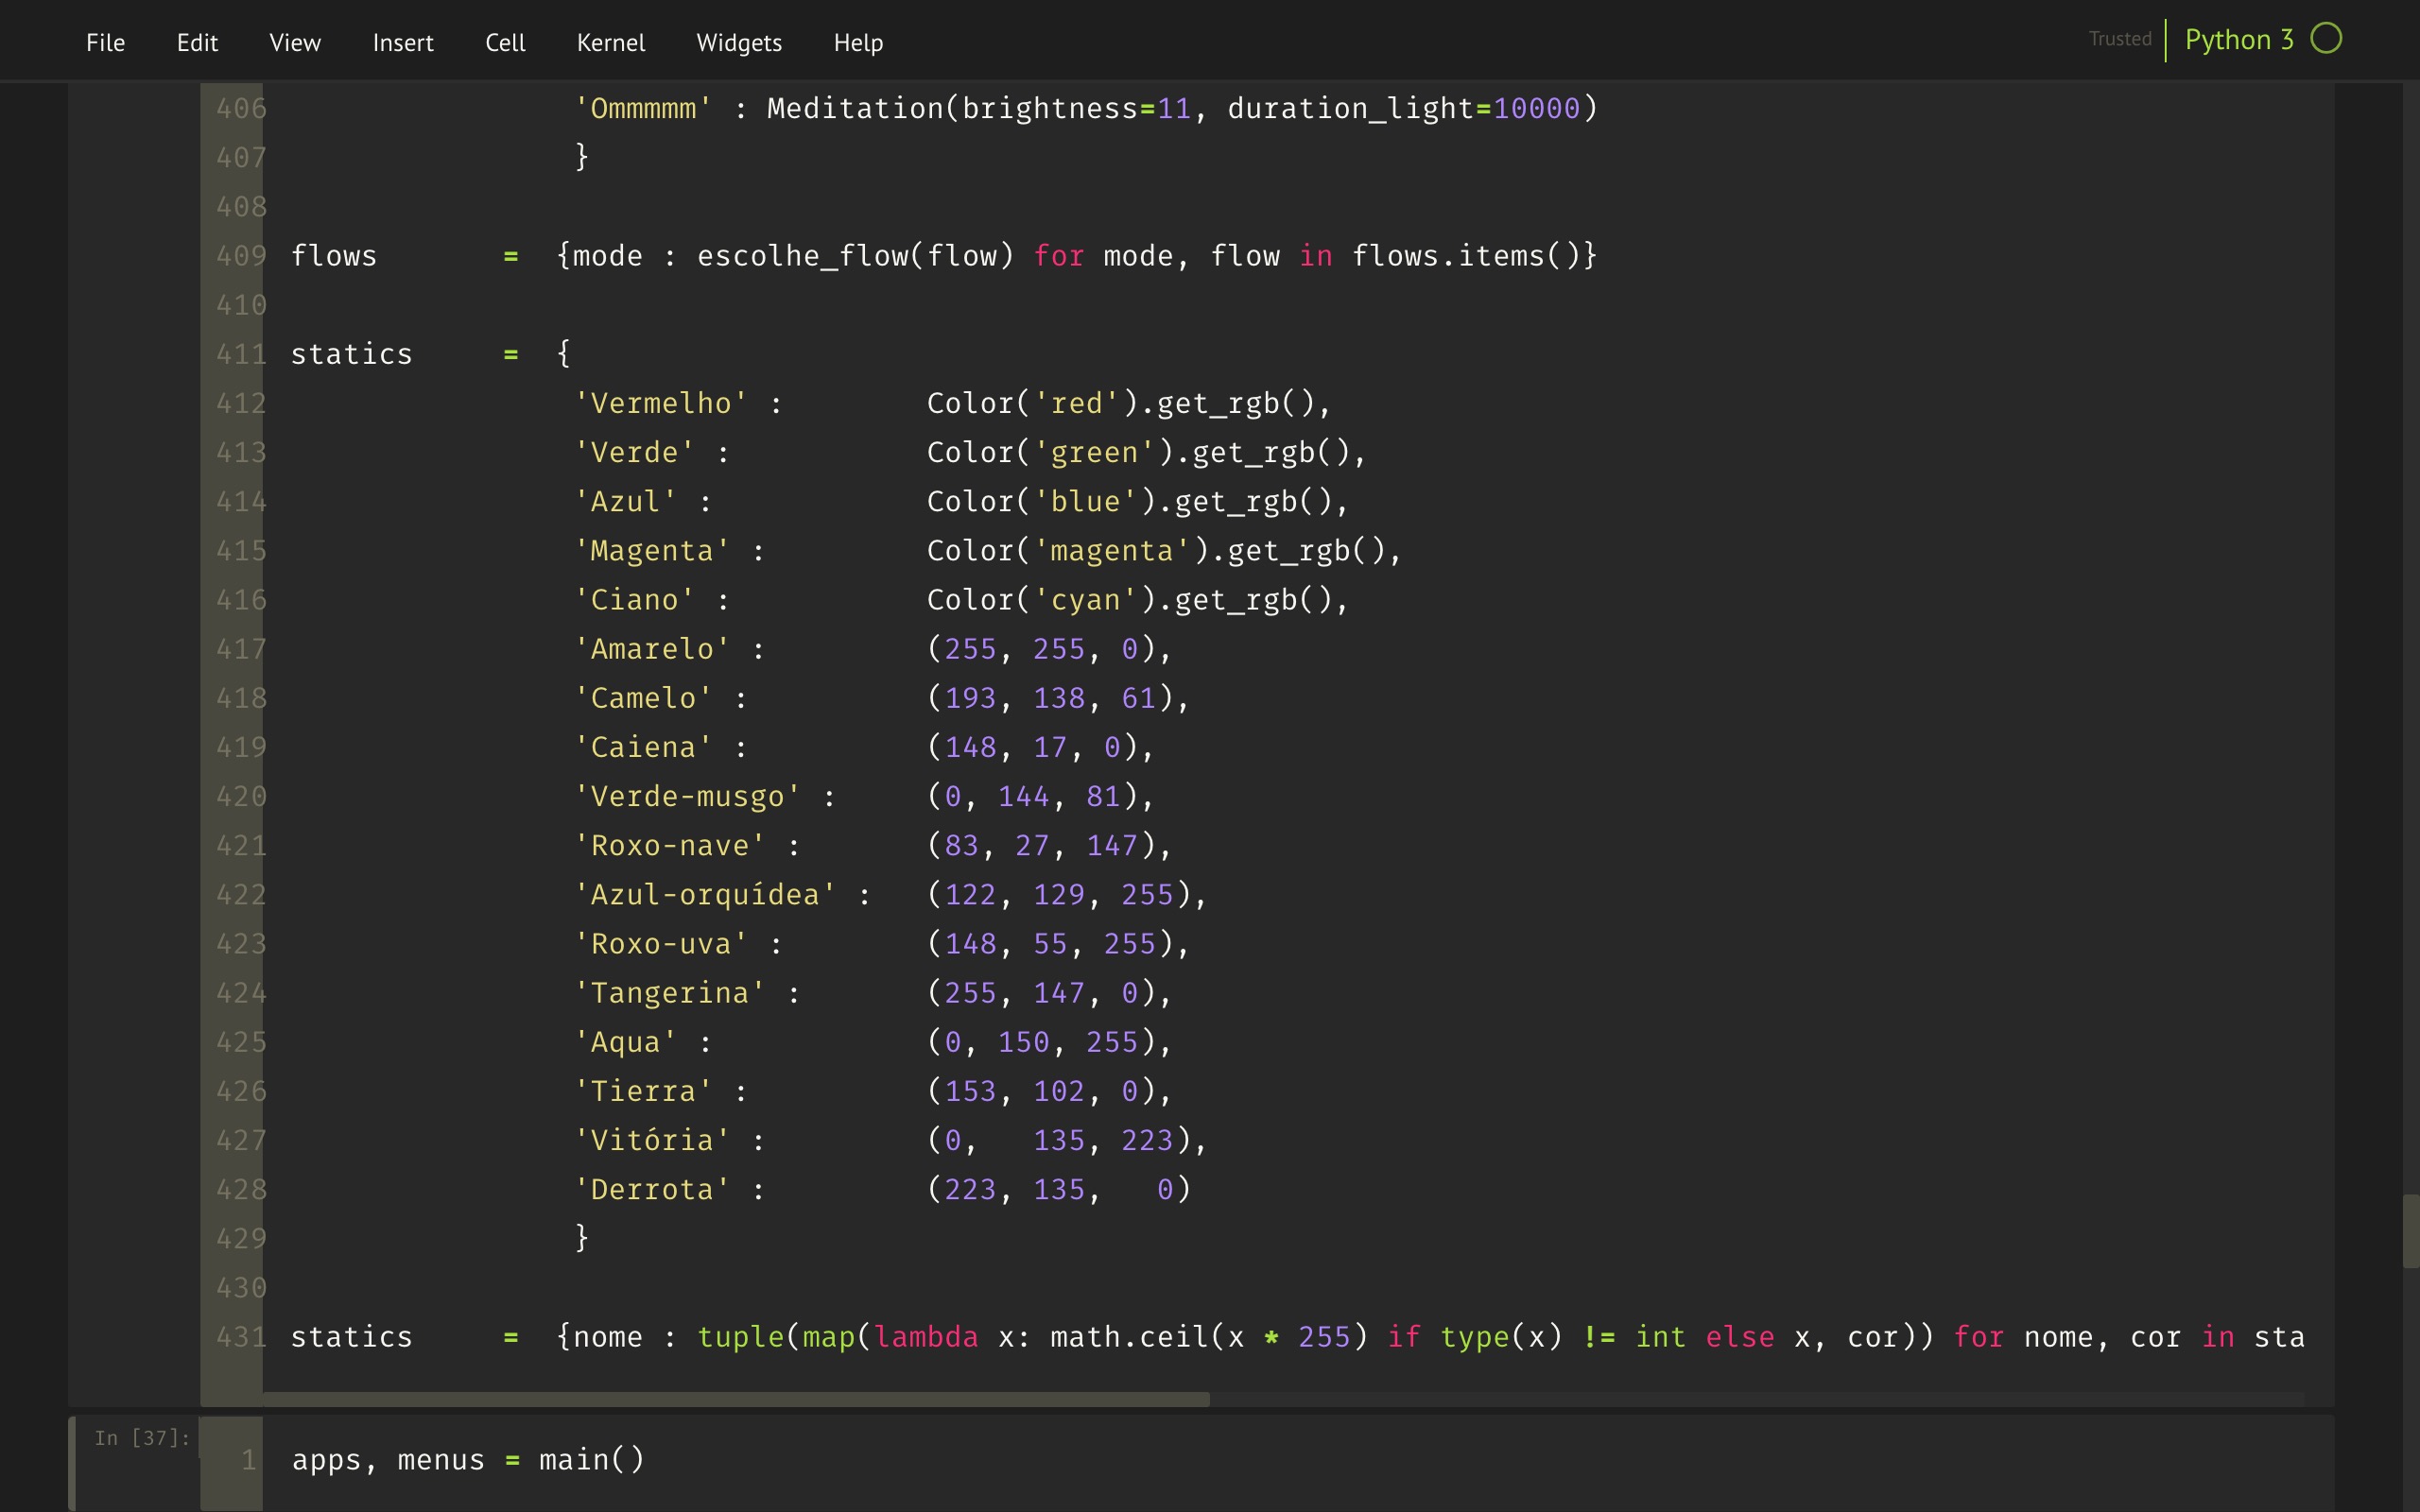 File Edit View Insert Cell Kernel Widgets Help Trusted Python 3
406 'Ommmmm' : Meditation(brightness=11, duration_light=10000)
407 }
408
409 flows = {mode : escolhe_flow(flow) for mode, flow in flows.items()}
410
411 statics = {
412 'Vermelho' : Color('red').get_rgb(),
413 'Verde' : Color('green').get_rgb(),
414 'Azul' : Color('blue').get_rgb(),
415 'Magenta' : Color('magenta').get_rgb(),
416 'Ciano' : Color('cyan').get_rgb(),
417 'Amarelo' : (255, 255, 0),
418 'Camelo' : (193, 138, 61),
419 'Caiena' : (148, 17, 0),
420 'Verde-musgo' : (0, 144, 81),
421 'Roxo-nave' : (83, 27, 147),
422 'Azul-orquídea' : (122, 129, 255),
423 'Roxo-uva' : (148, 55, 255),
424 'Tangerina' : (255, 147, 0),
425 'Aqua' : (0, 150, 255),
426 'Tierra' : (153, 102, 0),
427 'Vitória' : (0, 135, 223),
428 'Derrota' : (223, 135, 0)
429 }
430
431 statics = {nome : tuple(map(lambda x: math.ceil(x * 255) if type(x) != int else x, cor)) for nome, cor in sta
In [37]: 1 apps, menus = main()